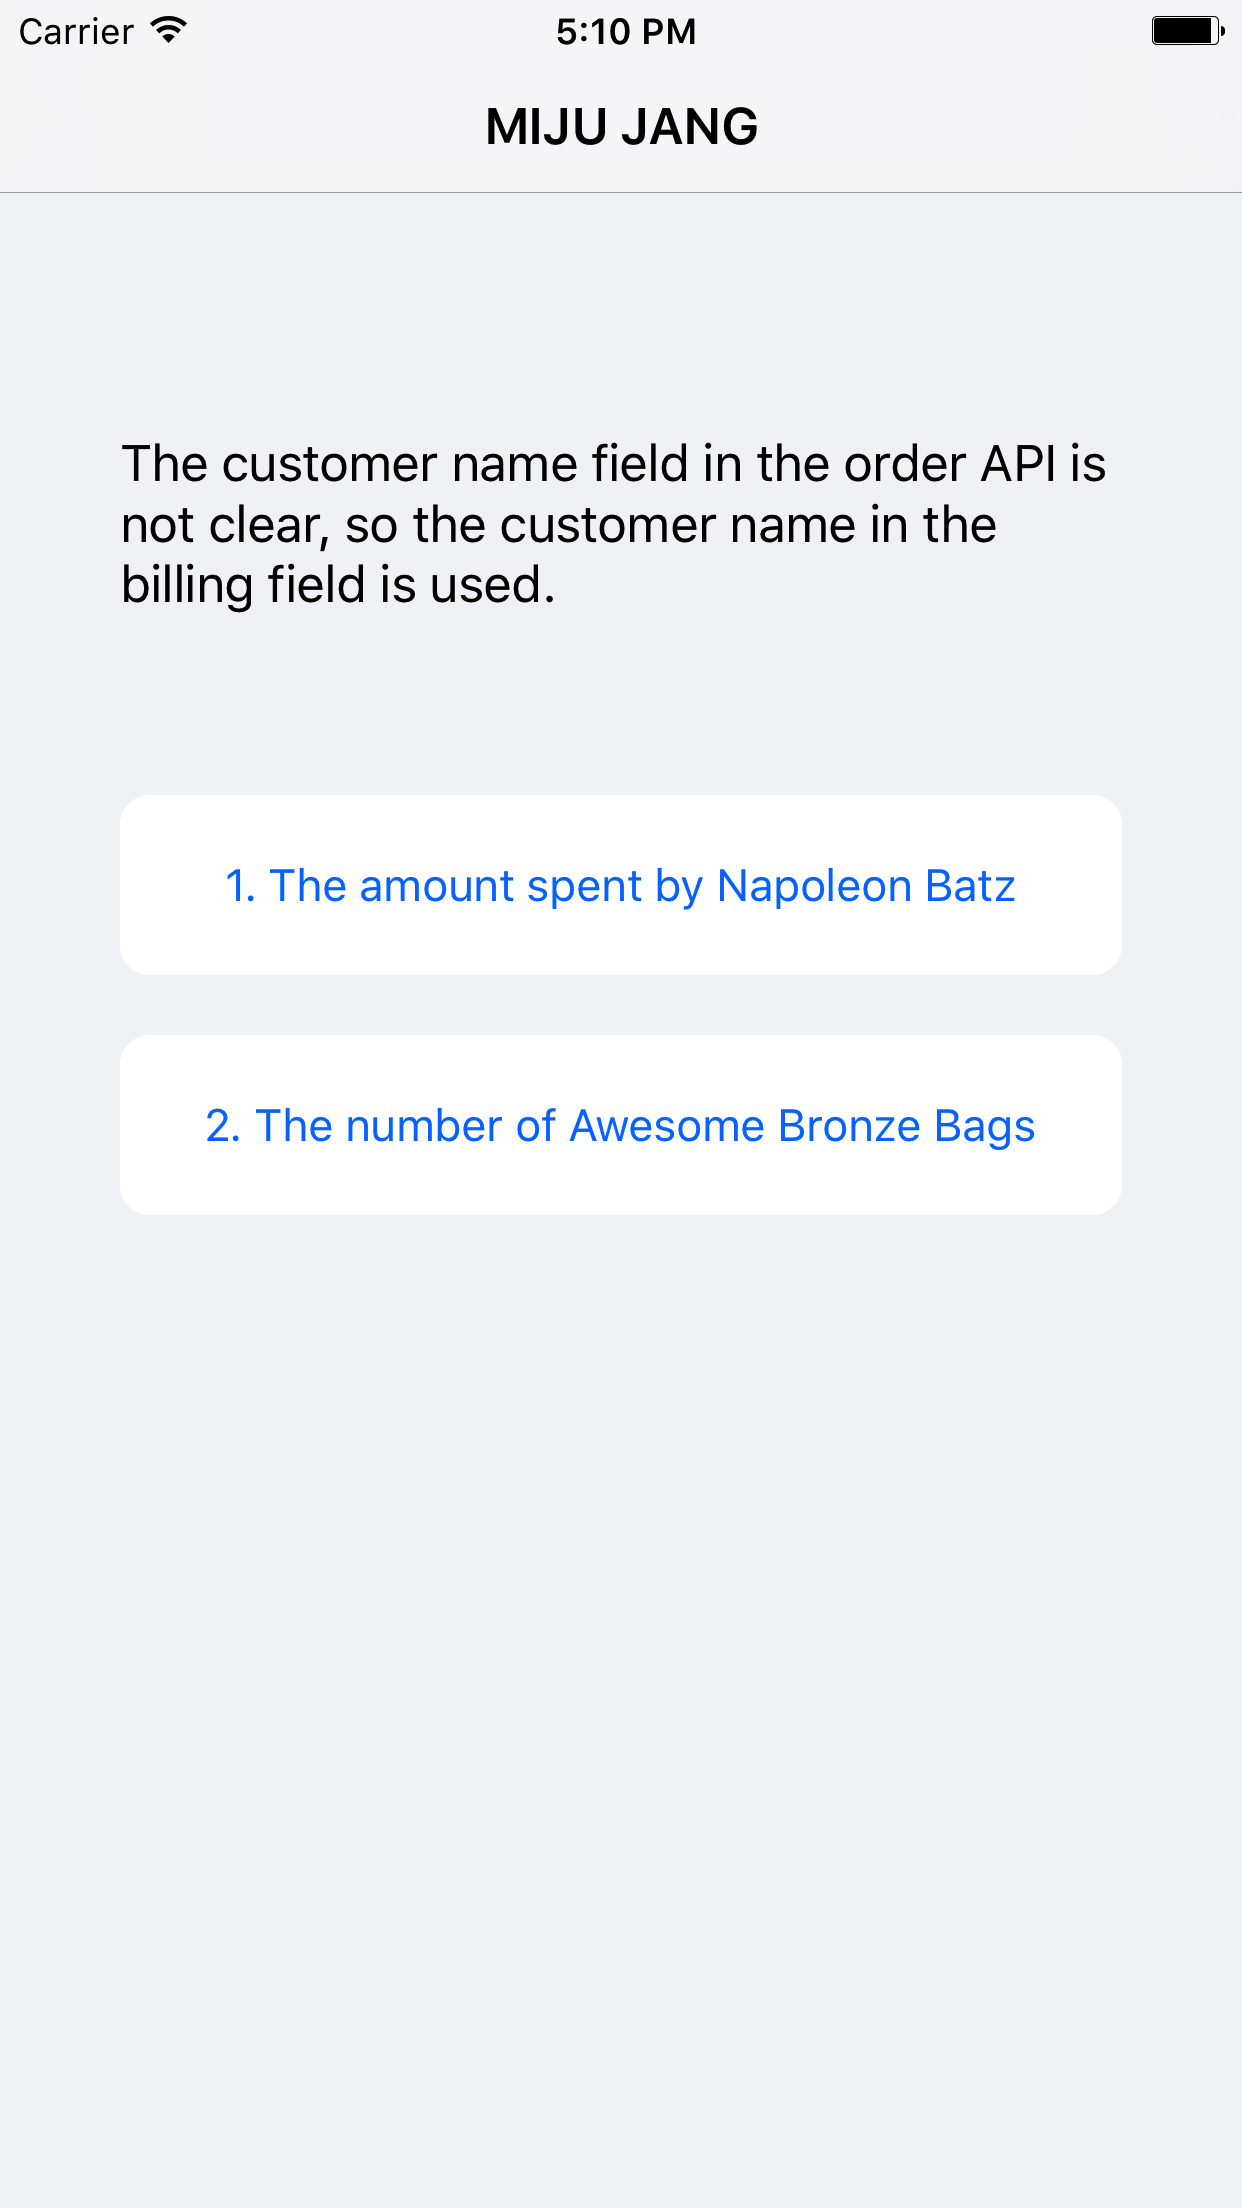 Carrier 5:10 PM
MIJU JANG
The customer name field in the order API is
not clear, so the customer name in the
billing field is used.
1. The amount spent by Napoleon Batz
2. The number of Awesome Bronze Bags